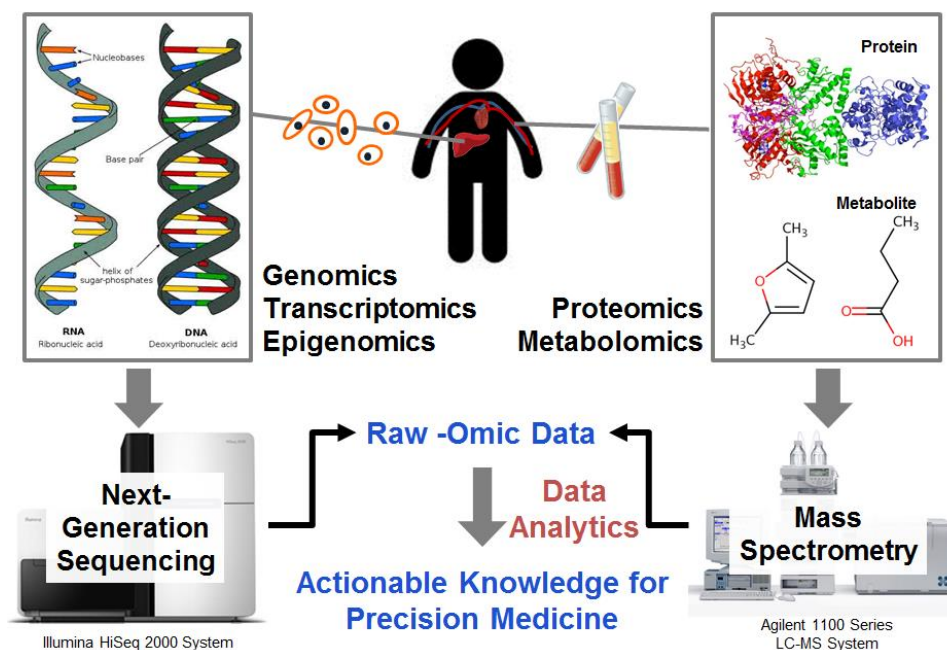 Nucleobases
Base pair
helix of
sugar-phosphates
RNA
Ribonucleic acid
DNA
Deoxyribonucleic acid
Protein
Metabolite
CH₃
CH₃
O
H₃C
O
OH
Genomics
Transcriptomics
Epigenomics
Proteomics
Metabolomics
Raw -Omic Data
Data
Analytics
Actionable Knowledge for
Precision Medicine
Next-
Generation
Sequencing
Illumina HiSeq 2000 System
Mass
Spectrometry
Agilent 1100 Series
LC-MS System